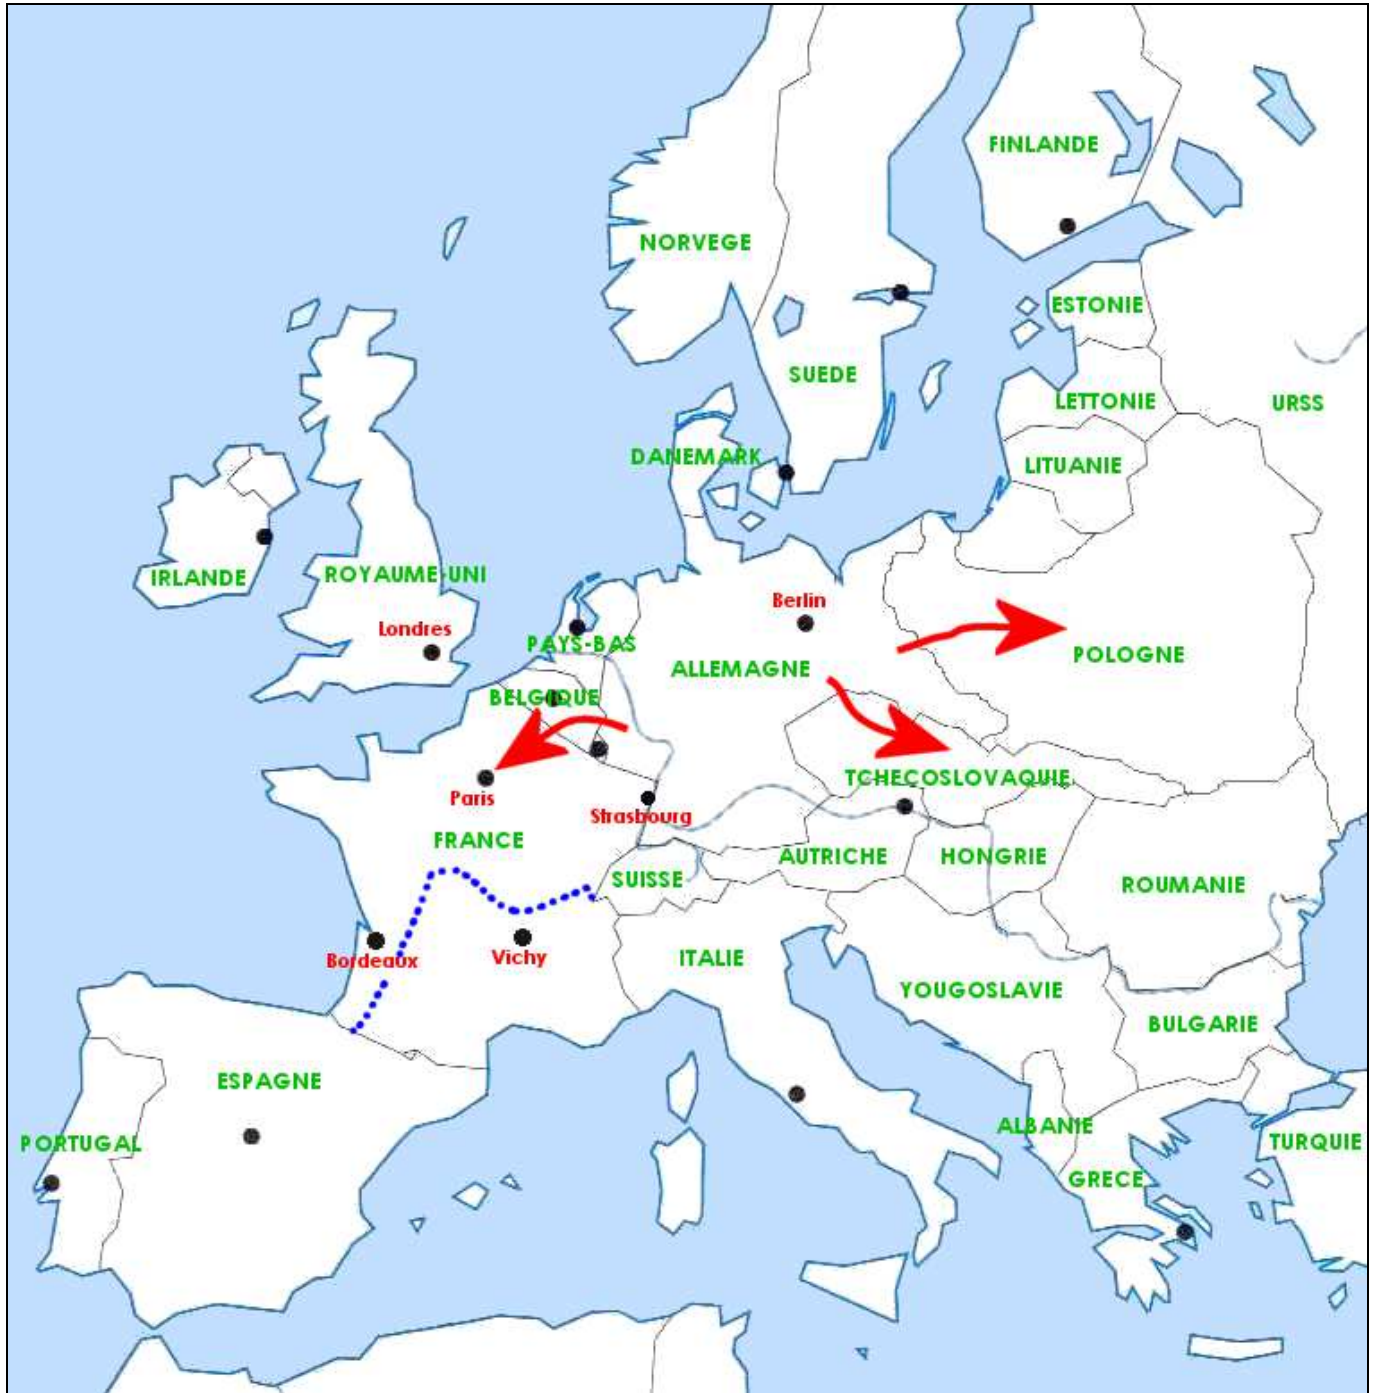 FINLANDE
NORVEGE
ESTONIE
SUEDE
LETTONIE
URSS
DANEMARK
LITUANIE
IRLANDE
ROYAUME-UNI
Berlin
Londres
PAYS-BAS
POLOGNE
ALLEMAGNE
BELGIQUE
TCHECOSLOVAQUIE
Paris
Strasbourg
FRANCE
AUTRICHE
HONGRIE
SUISSE
ROUMANIE
Bordeaux
Vichy
ITALIE
YOUGOSLAVIE
BULGARIE
ESPAGNE
ALBANIE
PORTUGAL
TURQUIE
GRECE